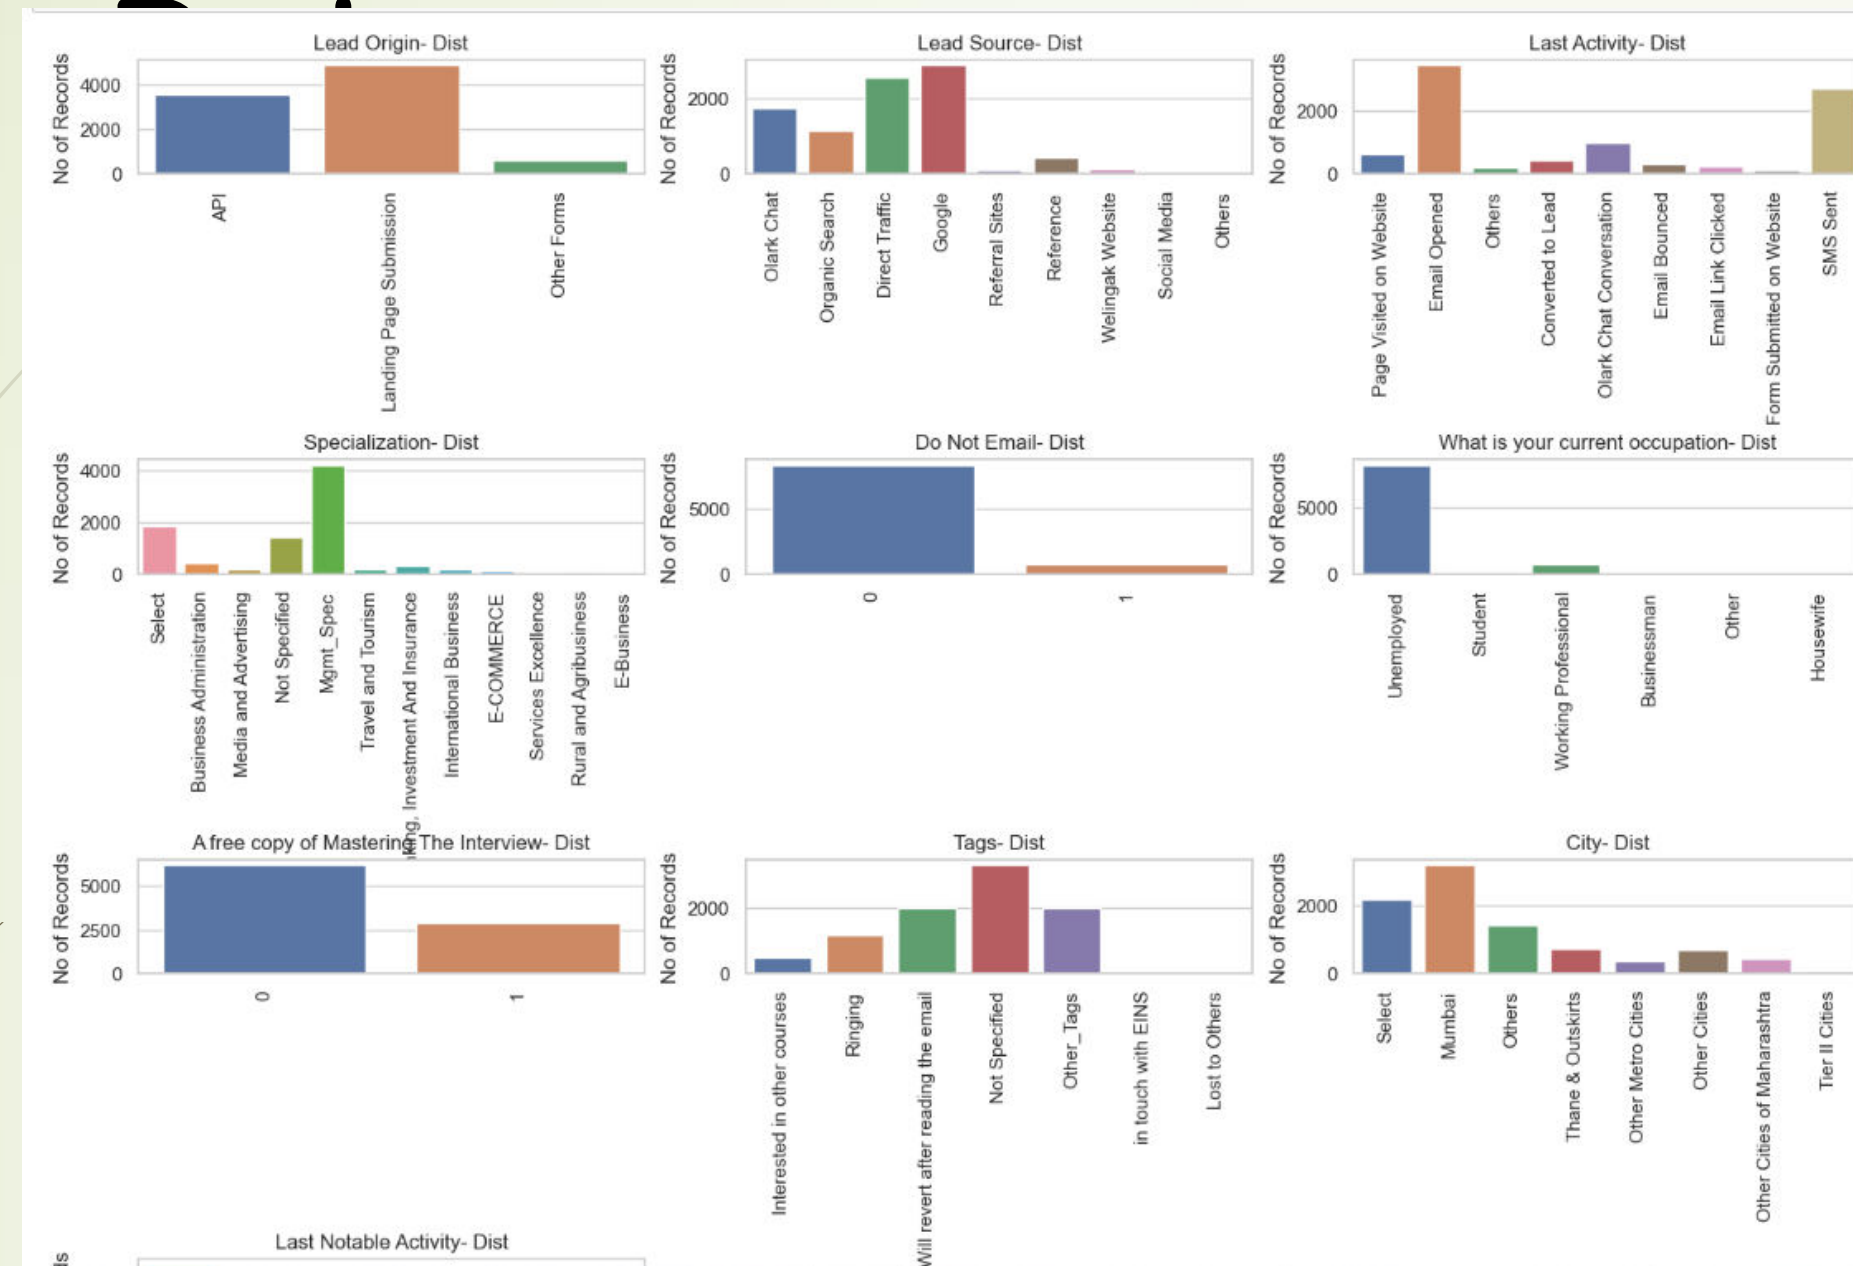 Lead Origin- Dist
No of Records
4000
2000
0
API
Landing Page Submission
Other Forms
Lead Source- Dist
No of Records
2000
0
Olark Chat
Organic Search
Direct Traffic
Google
Referral Sites
Reference
Welingak Website
Social Media
Others
Last Activity- Dist
No of Records
2000
0
Page Visited on Website
Email Opened
Others
Converted to Lead
Olark Chat Conversation
Email Bounced
Email Link Clicked
Form Submitted on Website
SMS Sent
Specialization- Dist
No of Records
4000
2000
0
Select
Business Administration
Media and Advertising
Not Specified
Mgmt_Spec
Travel and Tourism
Investment And Insurance
International Business
E-COMMERCE
Services Excellence
Rural and Agribusiness
E-Business
Do Not Email- Dist
No of Records
5000
0
0
1
What is your current occupation- Dist
No of Records
5000
0
Unemployed
Student
Working Professional
Businessman
Other
Housewife
A free copy of Mastering The Interview- Dist
No of Records
5000
2500
0
0
1
Tags- Dist
No of Records
2000
0
Interested in other courses
Ringing
Will revert after reading the email
Not Specified
Other_Tags
in touch with EINS
Lost to Others
City- Dist
No of Records
2000
0
Select
Mumbai
Others
Thane & Outskirts
Other Metro Cities
Other Cities
Other Cities of Maharashtra
Tier II Cities
Last Notable Activity- Dist